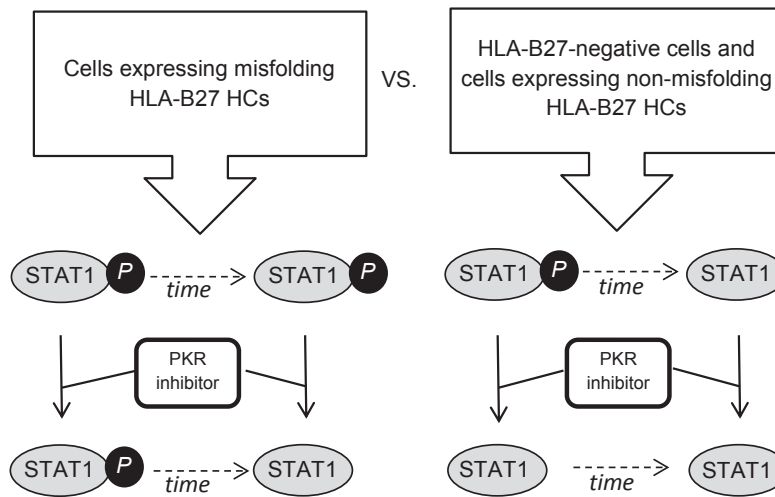 Cells expressing misfolding
HLA-B27 HCs
VS.
HLA-B27-negative cells and
cells expressing non-misfolding
HLA-B27 HCs
STAT1 P time STAT1 P
STAT1 P time STAT1
PKR
inhibitor
PKR
inhibitor
STAT1 P time STAT1
STAT1 time STAT1